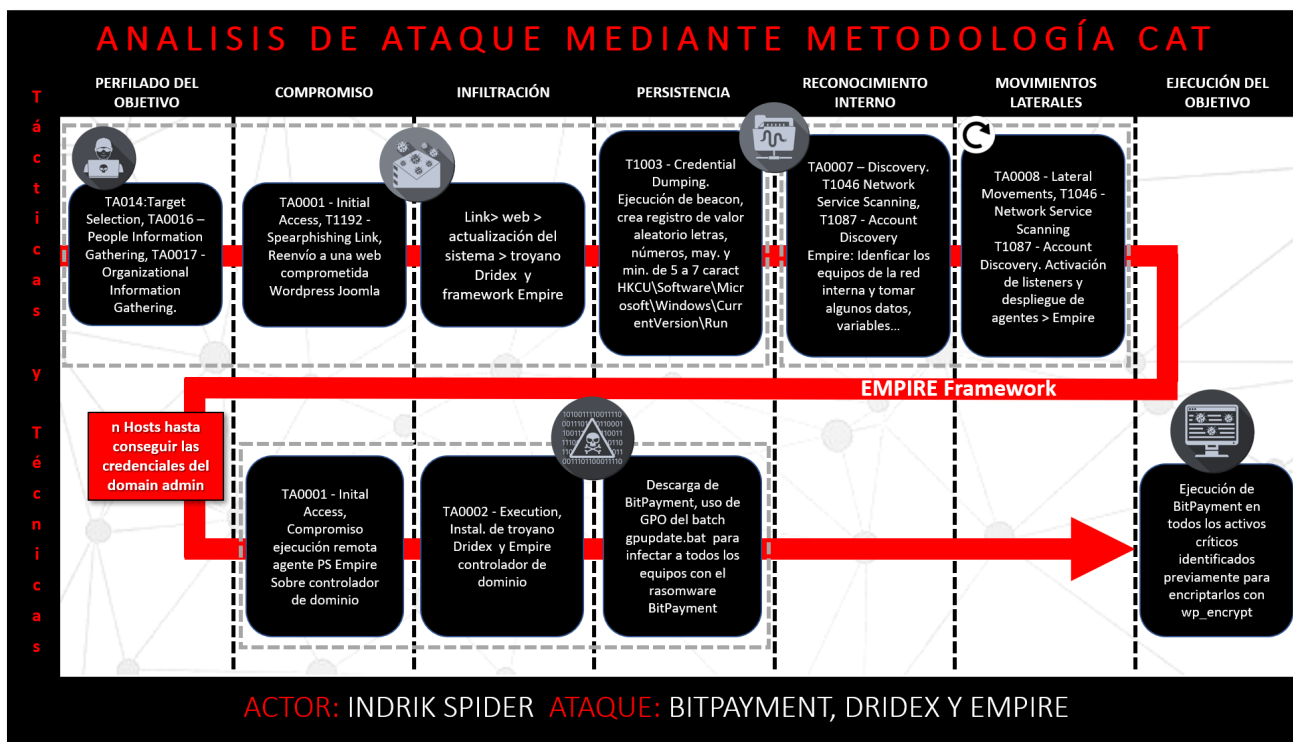 ANALISIS DE ATAQUE MEDIANTE METODOLOGÍA CAT
Tácticas y Técnicas
PERFILADO DEL
OBJETIVO
COMPROMISO
INFILTRACIÓN
PERSISTENCIA
RECONOCIMIENTO
INTERNO
MOVIMIENTOS
LATERALES
EJECUCIÓN DEL
OBJETIVO
TA014:Target
Selection, TA0016 –
People Information
Gathering, TA0017 -
Organizational
Information
Gathering.
TA0001 - Initial
Access, T1192 -
Spearphishing Link,
Reenvío a una web
comprometida
Wordpress Joomla
Link> web >
actualización del
sistema > troyano
Dridex y
framework Empire
T1003 - Credential
Dumping.
Ejecución de beacon,
crea registro de valor
aleatorio letras,
números, may. y
min. de 5 a 7 caract
HKCU\Software\Micr
osoft\Windows\Curr
entVersion\Run
TA0007 – Discovery.
T1046 Network
Service Scanning,
T1087 - Account
Discovery
Empire: Idenficar los
equipos de la red
interna y tomar
algunos datos,
variables...
TA0008 - Lateral
Movements, T1046 -
Network Service
Scanning
T1087 - Account
Discovery. Activación
de listeners y
despliegue de
agentes > Empire
EMPIRE Framework
n Hosts hasta
conseguir las
credenciales del
domain admin
TA0001 - Inital
Access,
Compromiso
ejecución remota
agente PS Empire
Sobre controlador
de dominio
TA0002 - Execution,
Instal. de troyano
Dridex y Empire
controlador de
dominio
Descarga de
BitPayment, uso de
GPO del batch
gpupdate.bat para
infectar a todos los
equipos con el
rasomware
BitPayment
Ejecución de
BitPayment en
todos los activos
críticos
identificados
previamente para
encriptarlos con
wp_encrypt
ACTOR: INDRIK SPIDER ATAQUE: BITPAYMENT, DRIDEX Y EMPIRE